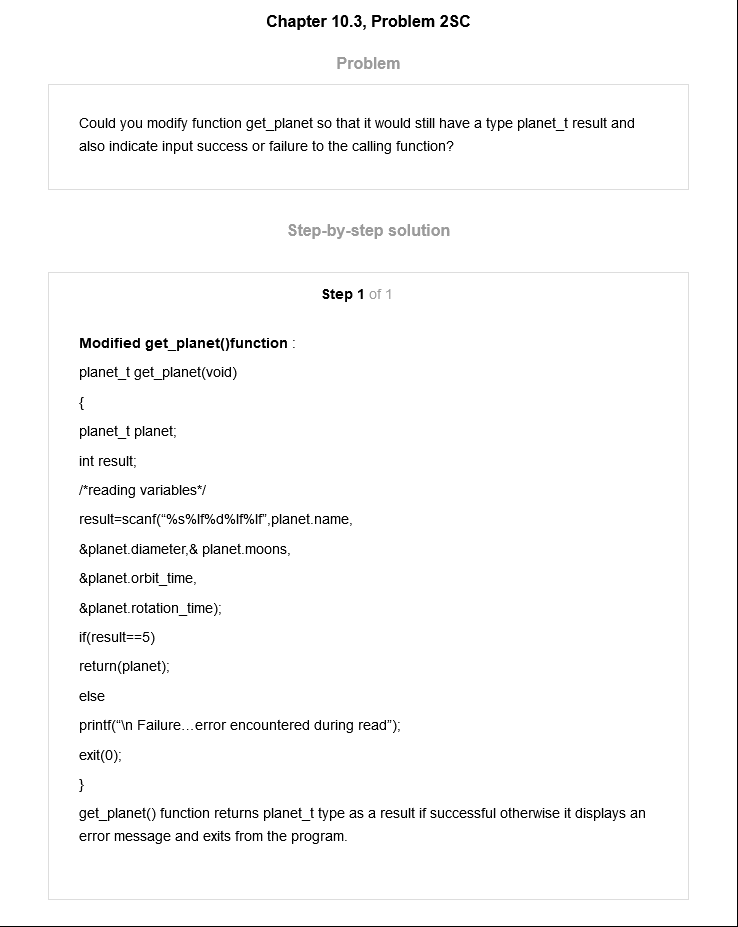 Chapter 10.3, Problem 2SC
Problem
Could you modify function get_planet so that it would still have a type planet_t result and
also indicate input success or failure to the calling function?
Step-by-step solution
Step 1 of 1
Modified get_planet()function :
planet_t get_planet(void)
{
planet_t planet;
int result;
/*reading variables*/
result=scanf(“%s%lf%d%lf%lf”,planet.name,
&planet.diameter,& planet.moons,
&planet.orbit_time,
&planet.rotation_time);
if(result==5)
return(planet);
else
printf(“\n Failure…error encountered during read”);
exit(0);
}
get_planet() function returns planet_t type as a result if successful otherwise it displays an
error message and exits from the program.